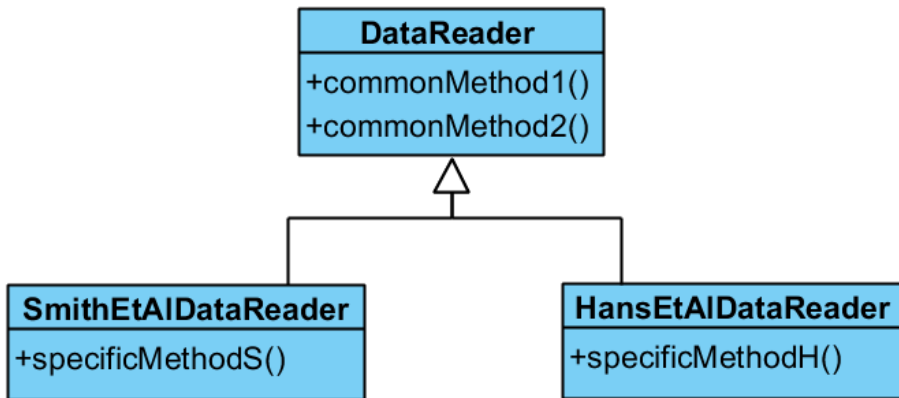 DataReader
+commonMethod1()
+commonMethod2()
SmithEtAlDataReader
+specificMethodS()
HansEtAlDataReader
+specificMethodH()